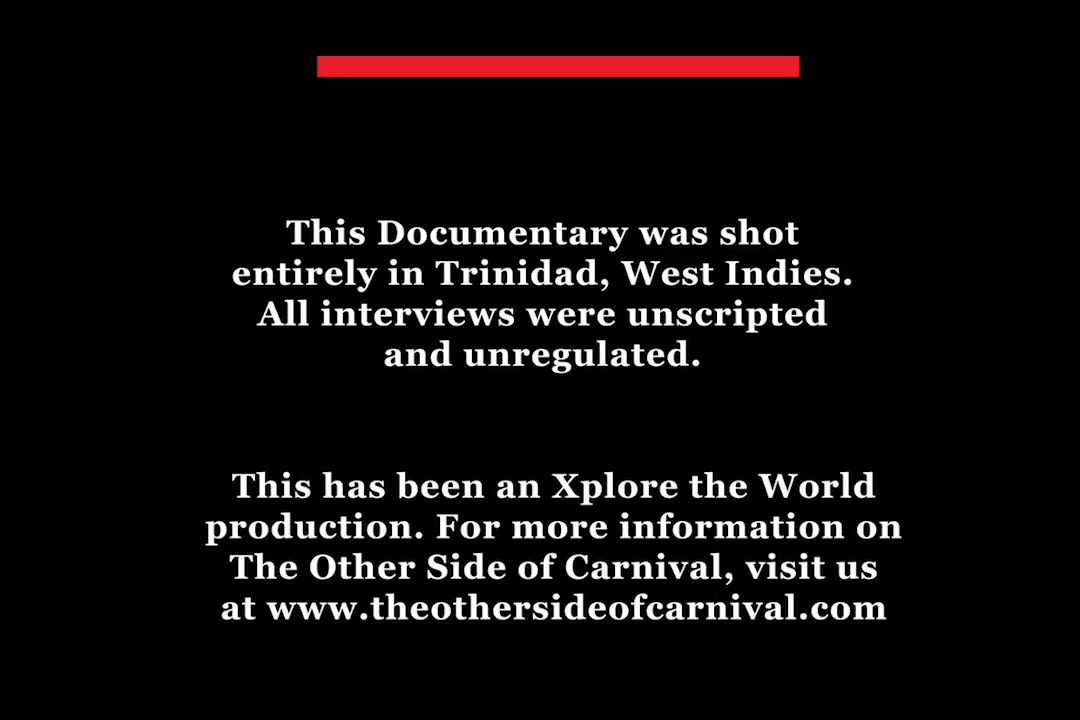 This Documentary was shot
entirely in Trinidad, West Indies.
All interviews were unscripted
and unregulated.
This has been an Xplore the World
production. For more information on
The Other Side of Carnival, visit us
at www.theothersideofcarnival.com